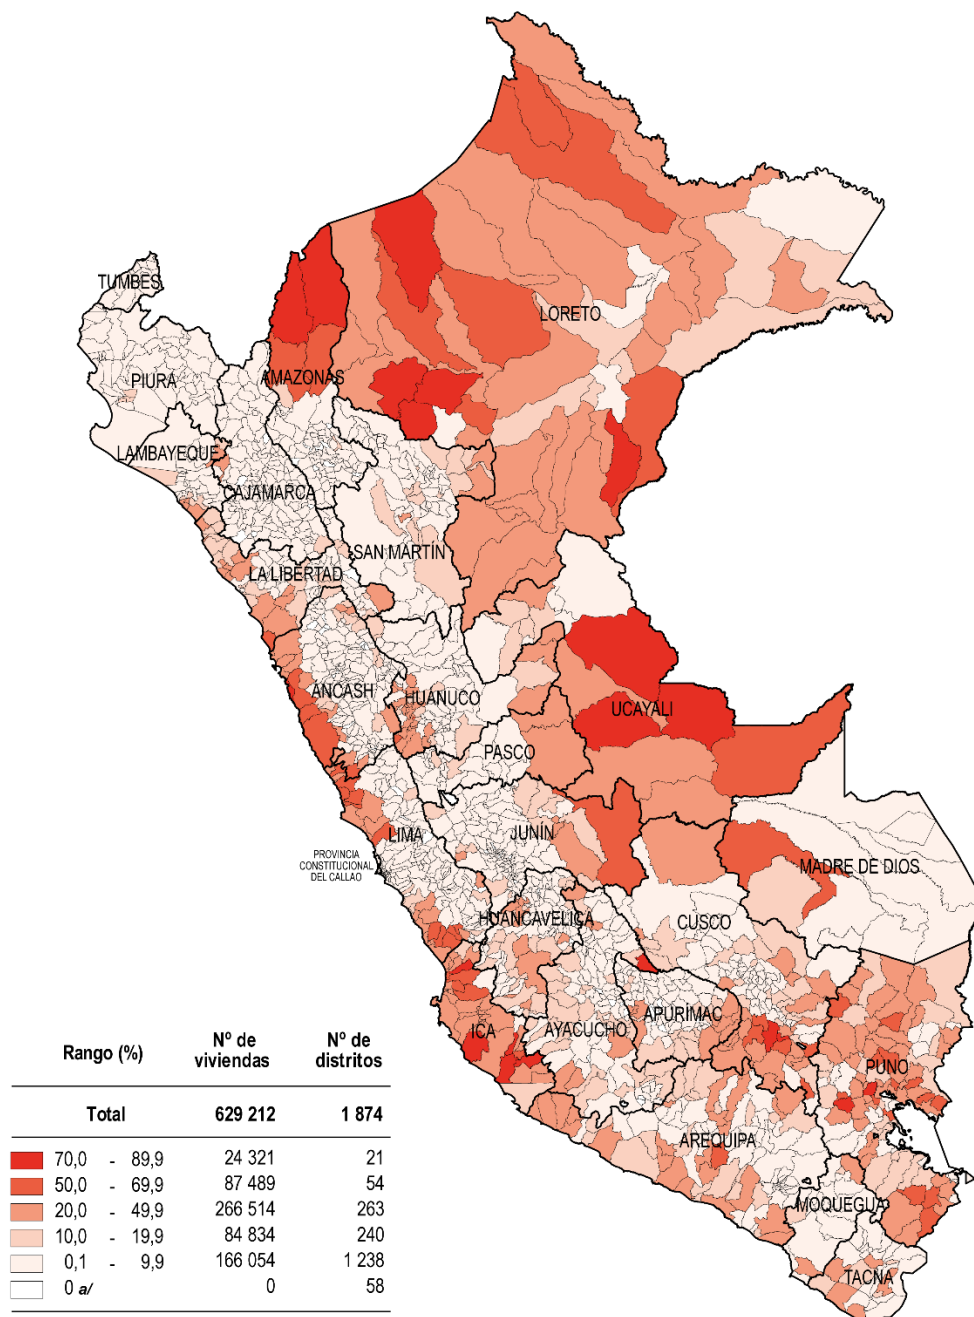 TUMBES
PIURA
LAMBAYEQUE
AMAZONAS
LORETO
CAJAMARCA
SAN MARTÍN
LA LIBERTAD
ANCASH
HUÁNUCO
UCAYALI
PASCO
LIMA
JUNÍN
PROVINCIA
CONSTITUCIONAL
DEL CALLAO
MADRE DE DIOS
HUANCAVELICA
CUSCO
ICA
AYACUCHO
APURÍMAC
PUNO
AREQUIPA
MOQUEGUA
TACNA
Rango (%) Nº de viviendas Nº de distritos
Total 629 212 1 874
70,0 - 89,9 24 321 21
50,0 - 69,9 87 489 54
20,0 - 49,9 266 514 263
10,0 - 19,9 84 834 240
0,1 - 9,9 166 054 1 238
0 a/ 0 58